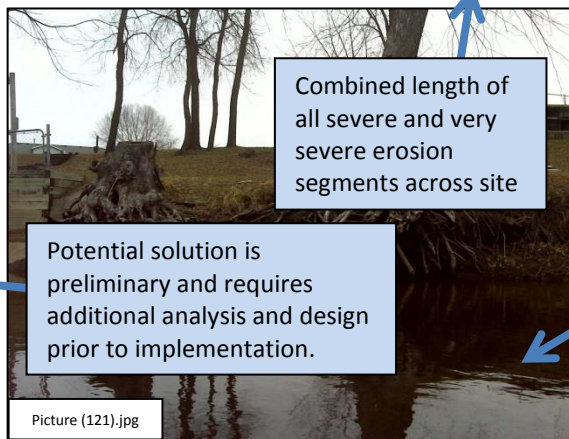 Combined length of
all severe and very
severe erosion
segments across site
Potential solution is
preliminary and requires
additional analysis and design
prior to implementation.
Picture (121).jpg